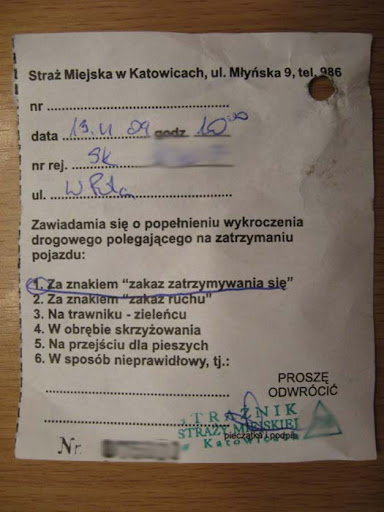 Straż Miejska w Katowicach, ul. Młyńska 9, tel. 986
nr ........................................
data 19.11 09 godz 10 00
nr rej. SK
ul. W Pola
Zawiadamia się o popełnieniu wykroczenia
drogowego polegającego na zatrzymaniu
pojazdu:
1. Za znakiem “zakaz zatrzymywania się”
2. Za znakiem “zakaz ruchu”
3. Na trawniku - zieleńcu
4. W obrębie skrzyżowania
5. Na przejściu dla pieszych
6. W sposób nieprawidłowy, tj.:
PROSZĘ
ODWRÓCIĆ
STRAŻNIK
STRAŻY MIEJSKIEJ
pieczątka i podpis
Katowice
Nr